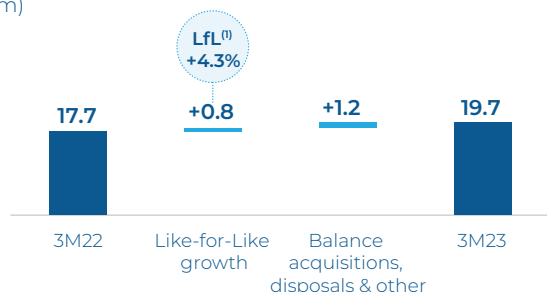 m)
LfL(1)
+4.3%
17.7
+0.8
+1.2
19.7
3M22
Like-for-Like
growth
Balance
acquisitions,
disposals & other
3M23